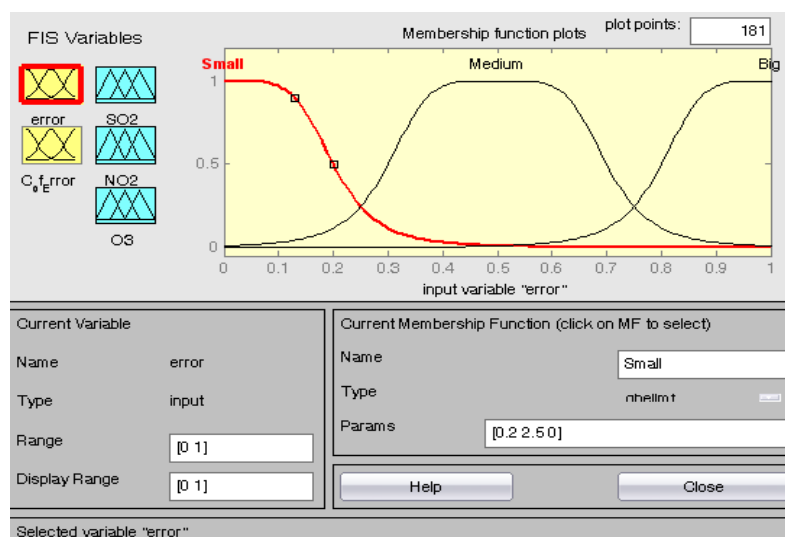 FIS Variables
Membership function plots
plot points:
181
Small
Medium
Big
error
SO2
C_of_Error
NO2
O3
1
0.5
0
0 0.1 0.2 0.3 0.4 0.5 0.6 0.7 0.8 0.9 1
input variable "error"
Current Variable
Name error
Type input
Range [0 1]
Display Range [0 1]
Current Membership Function (click on MF to select)
Name Small
Type gbellmf
Params [0.2 2.5 0]
Help
Close
Selected variable "error"